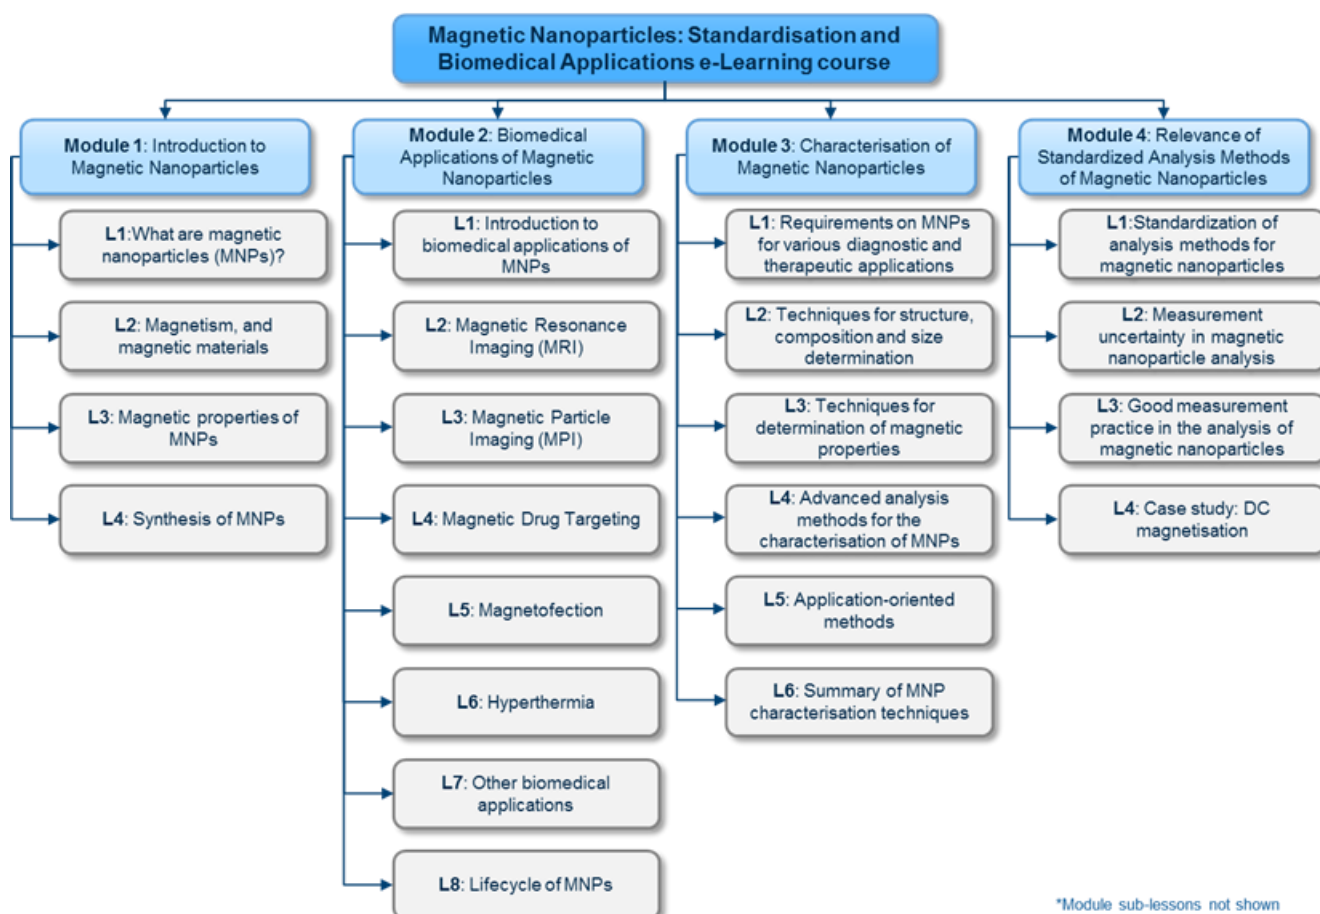 Magnetic Nanoparticles: Standardisation and
Biomedical Applications e-Learning course
Module 1: Introduction to
Magnetic Nanoparticles
L1:What are magnetic
nanoparticles (MNPs)?
L2: Magnetism, and
magnetic materials
L3: Magnetic properties of
MNPs
L4: Synthesis of MNPs
Module 2: Biomedical
Applications of Magnetic
Nanoparticles
L1: Introduction to
biomedical applications of
MNPs
L2: Magnetic Resonance
Imaging (MRI)
L3: Magnetic Particle
Imaging (MPI)
L4: Magnetic Drug Targeting
L5: Magnetofection
L6: Hyperthermia
L7: Other biomedical
applications
L8: Lifecycle of MNPs
Module 3: Characterisation of
Magnetic Nanoparticles
L1: Requirements on MNPs
for various diagnostic and
therapeutic applications
L2: Techniques for structure,
composition and size
determination
L3: Techniques for
determination of magnetic
properties
L4: Advanced analysis
methods for the
characterisation of MNPs
L5: Application-oriented
methods
L6: Summary of MNP
characterisation techniques
Module 4: Relevance of
Standardized Analysis Methods
of Magnetic Nanoparticles
L1:Standardization of
analysis methods for
magnetic nanoparticles
L2: Measurement
uncertainty in magnetic
nanoparticle analysis
L3: Good measurement
practice in the analysis of
magnetic nanoparticles
L4: Case study: DC
magnetisation
*Module sub-lessons not shown